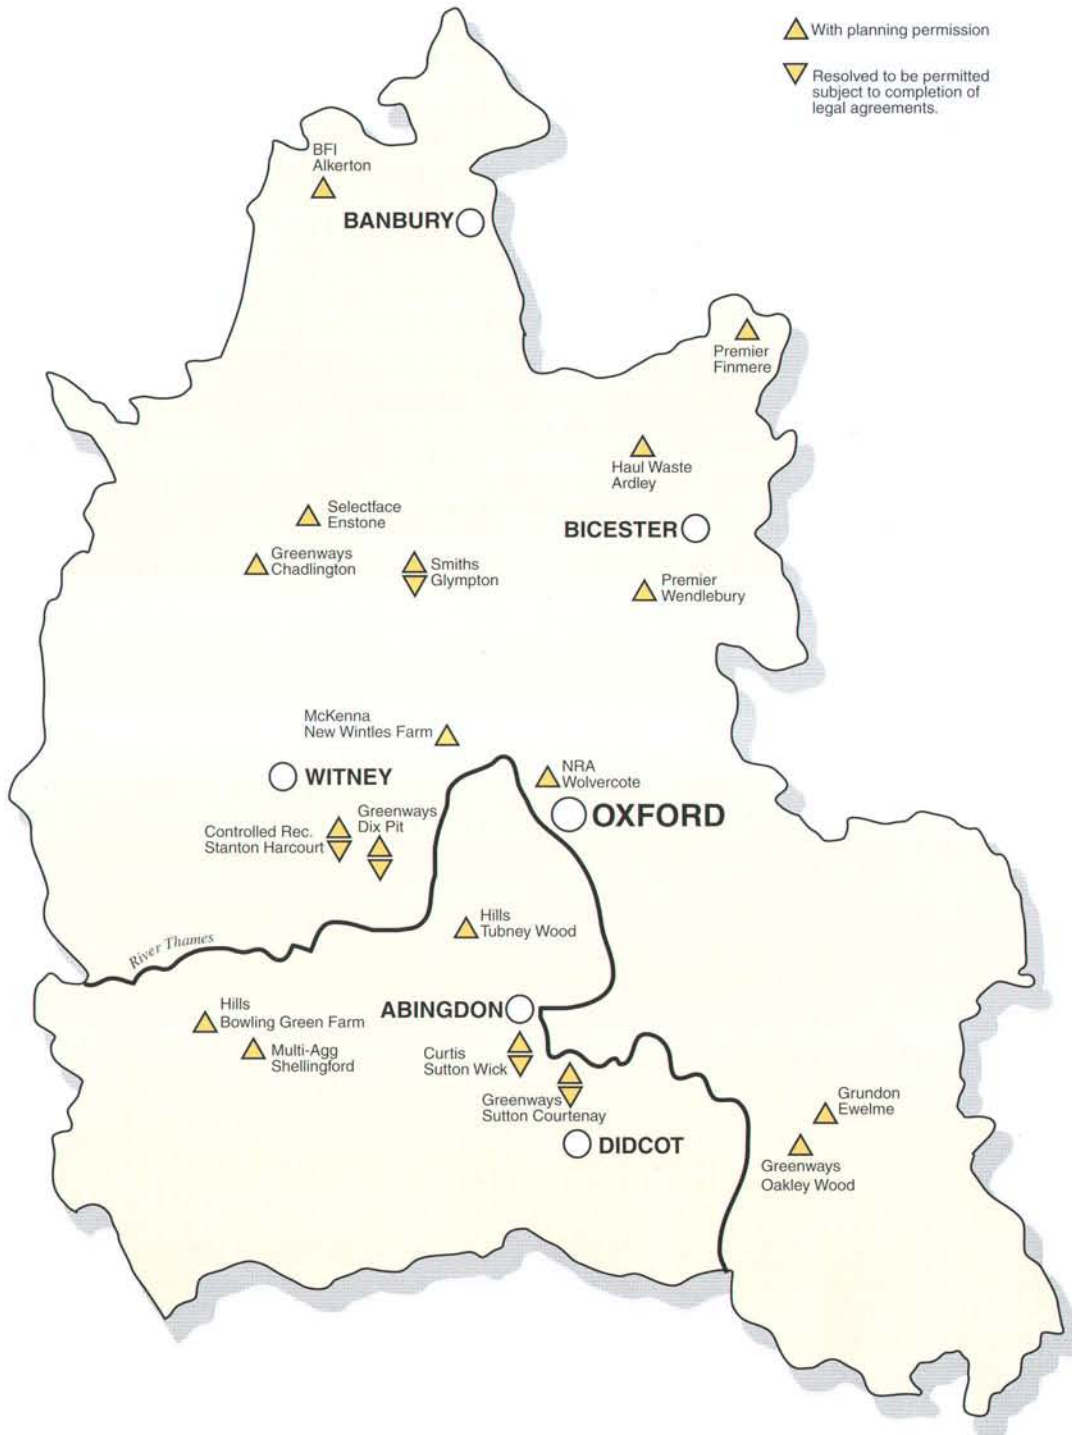 With planning permission
Resolved to be permitted
subject to completion of
legal agreements.
BFI
Alkerton
BANBURY
Premier
Finmere
Haul Waste
Ardley
Selectface
Enstone
BICESTER
Greenways
Chadlington
Smiths
Glympton
Premier
Wendlebury
McKenna
New Wintles Farm
WITNEY
NRA
Wolvercote
OXFORD
Greenways
Dix Pit
Controlled Rec.
Stanton Harcourt
Hills
Tubney Wood
River Thames
Hills
Bowling Green Farm
ABINGDON
Multi-Agg
Shellingford
Curtis
Sutton Wick
Greenways
Sutton Courtenay
Grundon
Ewelme
DIDCOT
Greenways
Oakley Wood